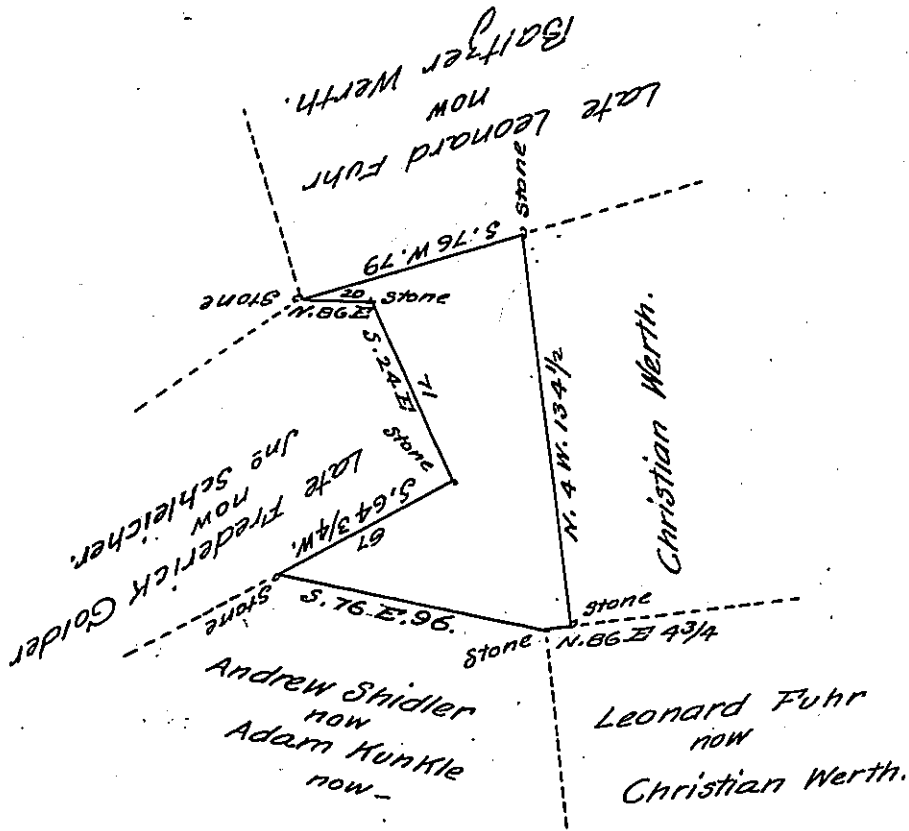 Baltzer Werth.
now
Late Leonard Fuhr
Stone
S. 76 W. 79
Stone
20
Stone
N. 86 E
S. 24 E
71
Stone
N. 4 W. 134 1/2
Christian Werth.
Late Frederick Golder
now
Jno Schleicher.
S. 64 3/4 W.
67
Stone
S. 76 E. 96.
Stone
Stone
N. 86 E 4 3/4
Andrew Shidler
now
Adam Kunkle
now-
Leonard Fuhr
now
Christian Werth.